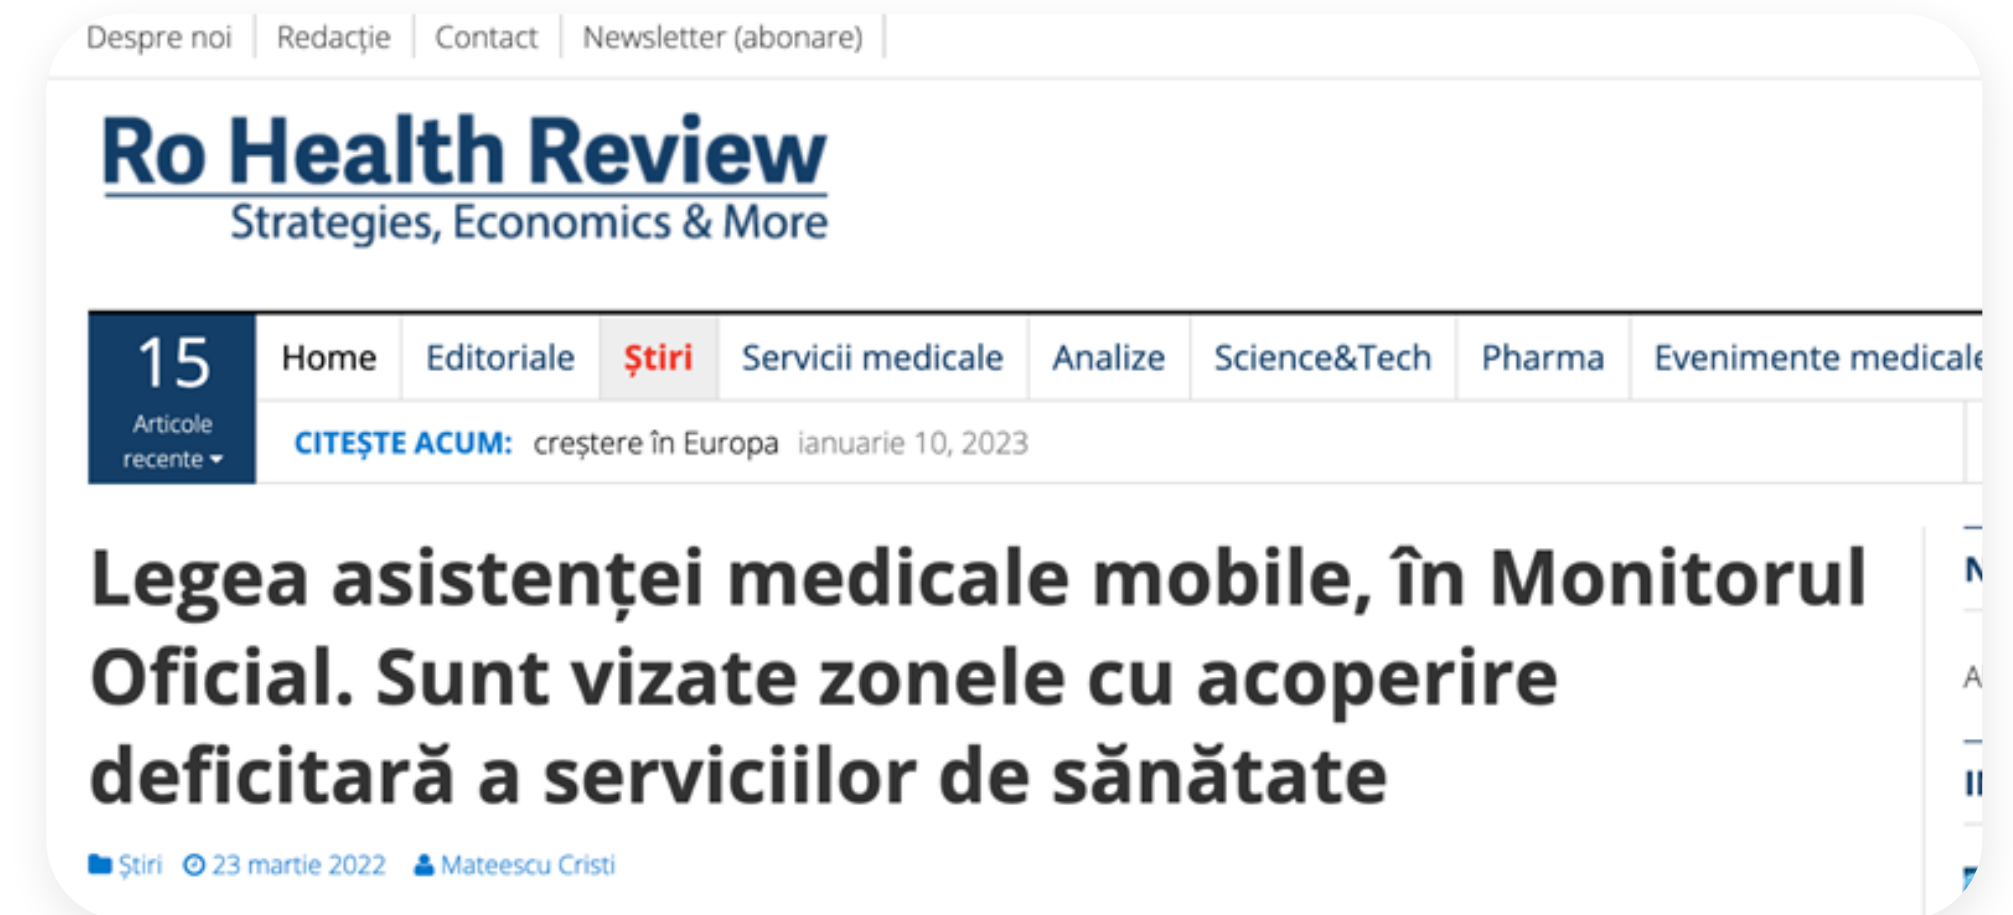 Despre noi Redacție Contact Newsletter (abonare)
Ro Health Review
Strategies, Economics & More
15
Articole
recente
Home Editoriale Știri Servicii medicale Analize Science&Tech Pharma Evenimente medicale
CITEȘTE ACUM: creștere în Europa ianuarie 10, 2023
Legea asistenței medicale mobile, în Monitorul
Oficial. Sunt vizate zonele cu acoperire
deficitară a serviciilor de sănătate
Știri 23 martie 2022 Mateescu Cristi